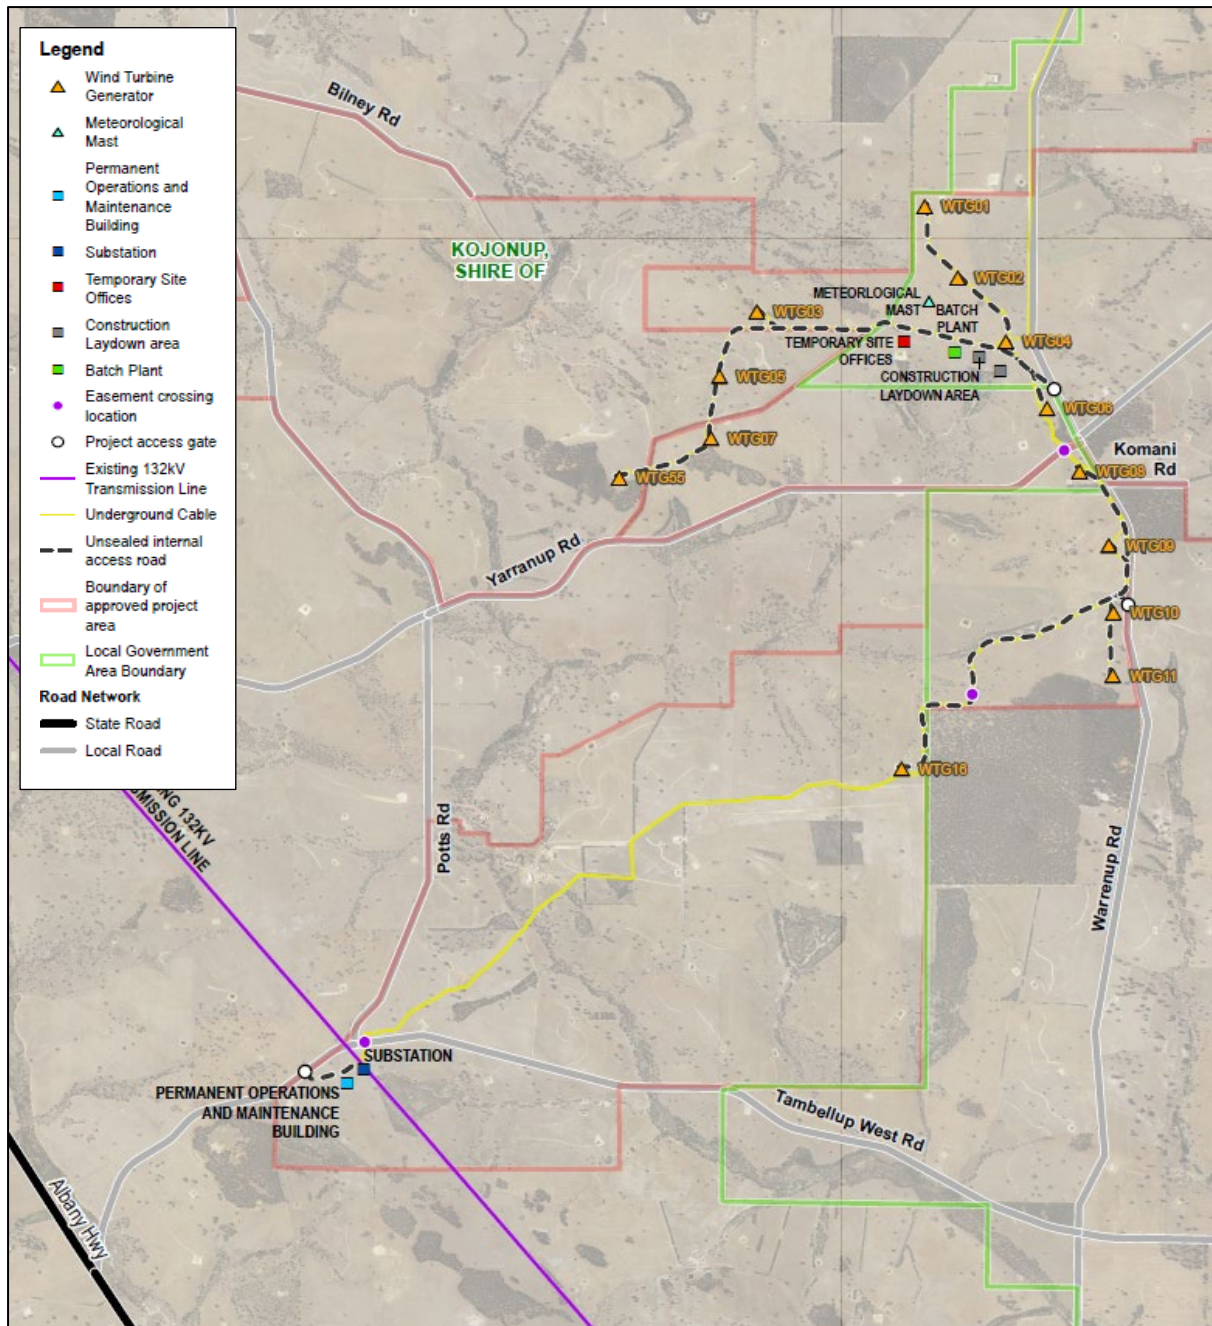 Legend
Wind Turbine
Generator
Meteorological
Mast
Permanent
Operations and
Maintenance
Building
Substation
Temporary Site
Offices
Construction
Laydown area
Batch Plant
Easement crossing
location
Project access gate
Existing 132kV
Transmission Line
Underground Cable
Unsealed internal
access road
Boundary of
approved project
area
Local Government
Area Boundary
Road Network
State Road
Local Road
Bilney Rd
KOJONUP,
SHIRE OF
WTG01
WTG02
METEORLOGICAL
MAST
BATCH
PLANT
WTG03
WTG04
TEMPORARY SITE
OFFICES
CONSTRUCTION
LAYDOWN AREA
WTG05
WTG06
WTG07
Komani
Rd
WTG08
WTG55
Yarranup Rd
WTG09
WTG10
WTG11
WTG16
Potts Rd
132KV
LINE
Warrenup Rd
SUBSTATION
PERMANENT OPERATIONS
AND MAINTENANCE
BUILDING
Tambellup West Rd
Albany Hwy